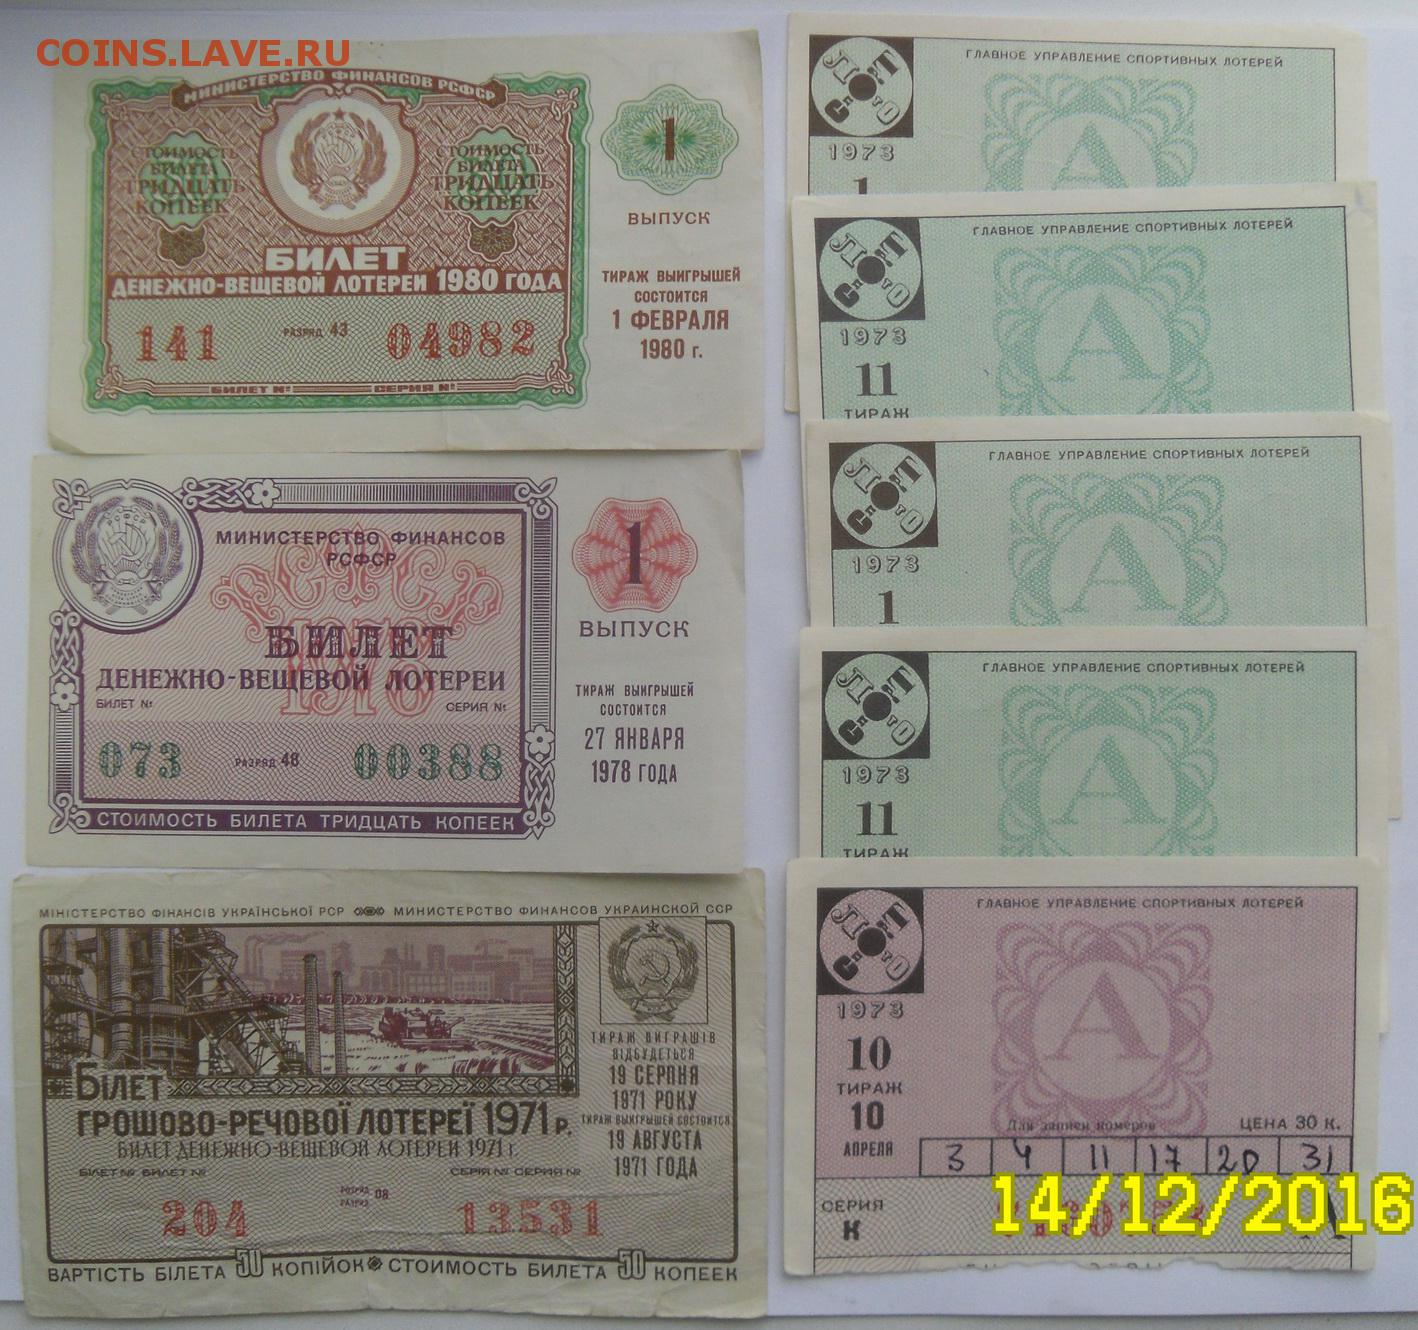 COINS.LAVE.RU
МИНИСТЕРСТВО ФИНАНСОВ РСФСР
СТОИМОСТЬ
БИЛЕТА
ТРИДЦАТЬ
КОПЕЕК
СТОИМОСТЬ
БИЛЕТА
ТРИДЦАТЬ
КОПЕЕК
БИЛЕТ
ДЕНЕЖНО-ВЕЩЕВОЙ ЛОТЕРЕИ 1980 ГОДА
141 РАЗРЯД 43 04982
БИЛЕТ № СЕРИЯ №
1
ВЫПУСК
ТИРАЖ ВЫИГРЫШЕЙ
СОСТОИТСЯ
1 ФЕВРАЛЯ
1980 г.
РСФСР
МИНИСТЕРСТВО ФИНАНСОВ
РСФСР
1978
БИЛЕТ
ДЕНЕЖНО-ВЕЩЕВОЙ ЛОТЕРЕИ
БИЛЕТ № СЕРИЯ №
073 РАЗРЯД 48 00388
СТОИМОСТЬ БИЛЕТА ТРИДЦАТЬ КОПЕЕК
1
ВЫПУСК
ТИРАЖ ВЫИГРЫШЕЙ
СОСТОИТСЯ
27 ЯНВАРЯ
1978 ГОДА
МІНІСТЕРСТВО ФІНАНСІВ УКРАЇНСЬКОЇ РСР МИНИСТЕРСТВО ФИНАНСОВ УКРАИНСКОЙ ССР
БІЛЕТ
ГРОШОВО-РЕЧОВОЇ ЛОТЕРЕЇ 1971 р.
БИЛЕТ ДЕНЕЖНО-ВЕЩЕВОЙ ЛОТЕРЕИ 1971 г.
БІЛЕТ № БИЛЕТ № СЕРІЯ № СЕРИЯ №
РОЗРЯД
РАЗРЯД 08
204 13531
ВАРТІСТЬ БІЛЕТА 50 КОПІЙОК СТОИМОСТЬ БИЛЕТА 50 КОПЕЕК
ТИРАЖ ВИГРАШІВ
ВІДБУДЕТЬСЯ
19 СЕРПНЯ
1971 РОКУ
ТИРАЖ ВЫИГРЫШЕЙ СОСТОИТСЯ
19 АВГУСТА
1971 ГОДА
СПОРТЛОТО
ГЛАВНОЕ УПРАВЛЕНИЕ СПОРТИВНЫХ ЛОТЕРЕЙ
А
1973
1
СПОРТЛОТО
ГЛАВНОЕ УПРАВЛЕНИЕ СПОРТИВНЫХ ЛОТЕРЕЙ
А
1973
11
ТИРАЖ
СПОРТЛОТО
ГЛАВНОЕ УПРАВЛЕНИЕ СПОРТИВНЫХ ЛОТЕРЕЙ
А
1973
1
СПОРТЛОТО
ГЛАВНОЕ УПРАВЛЕНИЕ СПОРТИВНЫХ ЛОТЕРЕЙ
А
1973
11
ТИРАЖ
СПОРТЛОТО
ГЛАВНОЕ УПРАВЛЕНИЕ СПОРТИВНЫХ ЛОТЕРЕЙ
А
1973
10
ТИРАЖ
10
АПРЕЛЯ
Для записи номеров ЦЕНА 30 К.
3 4 11 17 20 31
СЕРИЯ
К
14/12/2016